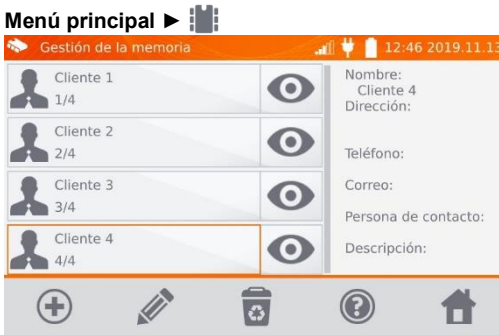 Menú principal ►
Gestión de la memoria 12:46 2019.11.13
Cliente 1
1/4
Cliente 2
2/4
Cliente 3
3/4
Cliente 4
4/4
Nombre:
Cliente 4
Dirección:
Teléfono:
Correo:
Persona de contacto:
Descripción: